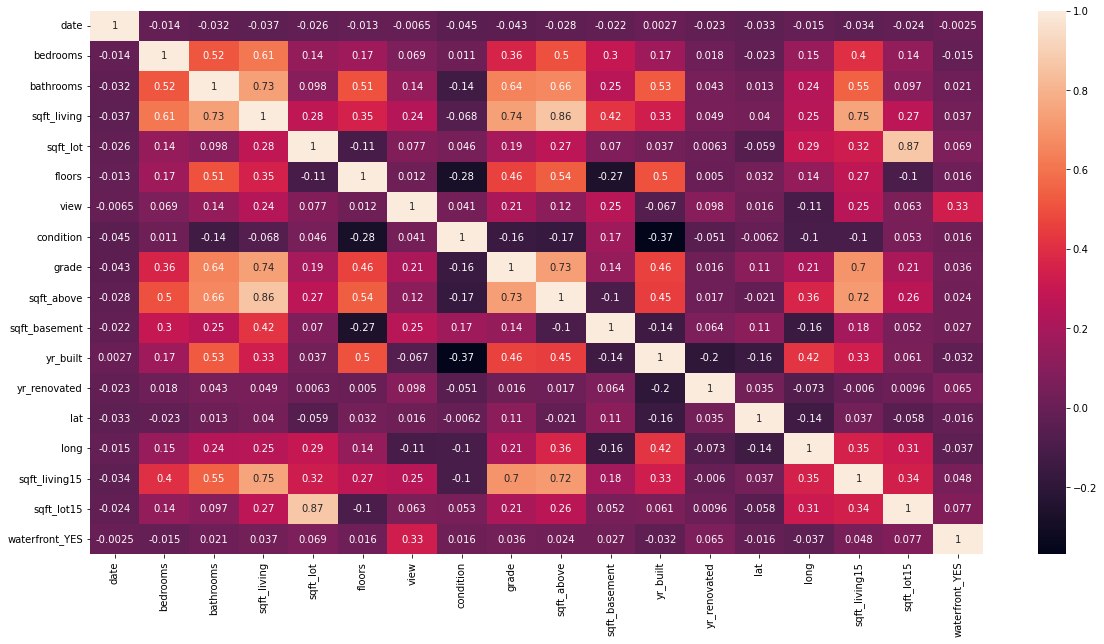 date 1 -0.014 -0.032 -0.037 -0.026 -0.013 -0.0065 -0.045 -0.043 -0.028 -0.022 0.0027 -0.023 -0.033 -0.015 -0.034 -0.024 -0.0025
bedrooms -0.014 1 0.52 0.61 0.14 0.17 0.069 0.011 0.36 0.5 0.3 0.17 0.018 -0.023 0.15 0.4 0.14 -0.015
bathrooms -0.032 0.52 1 0.73 0.098 0.51 0.14 -0.14 0.64 0.66 0.25 0.53 0.043 0.013 0.24 0.55 0.097 0.021
sqft_living -0.037 0.61 0.73 1 0.28 0.35 0.24 -0.068 0.74 0.86 0.42 0.33 0.049 0.04 0.25 0.75 0.27 0.037
sqft_lot -0.026 0.14 0.098 0.28 1 -0.11 0.077 0.046 0.19 0.27 0.07 0.037 0.0063 -0.059 0.29 0.32 0.87 0.069
floors -0.013 0.17 0.51 0.35 -0.11 1 0.012 -0.28 0.46 0.54 -0.27 0.5 0.005 0.032 0.14 0.27 -0.1 0.016
view -0.0065 0.069 0.14 0.24 0.077 0.012 1 0.041 0.21 0.12 0.25 -0.067 0.098 0.016 -0.11 0.25 0.063 0.33
condition -0.045 0.011 -0.14 -0.068 0.046 -0.28 0.041 1 -0.16 -0.17 0.17 -0.37 -0.051 -0.0062 -0.1 -0.1 0.053 0.016
grade -0.043 0.36 0.64 0.74 0.19 0.46 0.21 -0.16 1 0.73 0.14 0.46 0.016 0.11 0.21 0.7 0.21 0.036
sqft_above -0.028 0.5 0.66 0.86 0.27 0.54 0.12 -0.17 0.73 1 -0.1 0.45 0.017 -0.021 0.36 0.72 0.26 0.024
sqft_basement -0.022 0.3 0.25 0.42 0.07 -0.27 0.25 0.17 0.14 -0.1 1 -0.14 0.064 0.11 -0.16 0.18 0.052 0.027
yr_built 0.0027 0.17 0.53 0.33 0.037 0.5 -0.067 -0.37 0.46 0.45 -0.14 1 -0.2 -0.16 0.42 0.33 0.061 -0.032
yr_renovated -0.023 0.018 0.043 0.049 0.0063 0.005 0.098 -0.051 0.016 0.017 0.064 -0.2 1 0.035 -0.073 -0.006 0.0096 0.065
lat -0.033 -0.023 0.013 0.04 -0.059 0.032 0.016 -0.0062 0.11 -0.021 0.11 -0.16 0.035 1 -0.14 0.037 -0.058 -0.016
long -0.015 0.15 0.24 0.25 0.29 0.14 -0.11 -0.1 0.21 0.36 -0.16 0.42 -0.073 -0.14 1 0.35 0.31 -0.037
sqft_living15 -0.034 0.4 0.55 0.75 0.32 0.27 0.25 -0.1 0.7 0.72 0.18 0.33 -0.006 0.037 0.35 1 0.34 0.048
sqft_lot15 -0.024 0.14 0.097 0.27 0.87 -0.1 0.063 0.053 0.21 0.26 0.052 0.061 0.0096 -0.058 0.31 0.34 1 0.077
waterfront_YES -0.0025 -0.015 0.021 0.037 0.069 0.016 0.33 0.016 0.036 0.024 0.027 -0.032 0.065 -0.016 -0.037 0.048 0.077 1
date bedrooms bathrooms sqft_living sqft_lot floors view condition grade sqft_above sqft_basement yr_built yr_renovated lat long sqft_living15 sqft_lot15 waterfront_YES
1.0
0.8
0.6
0.4
0.2
0.0
−0.2